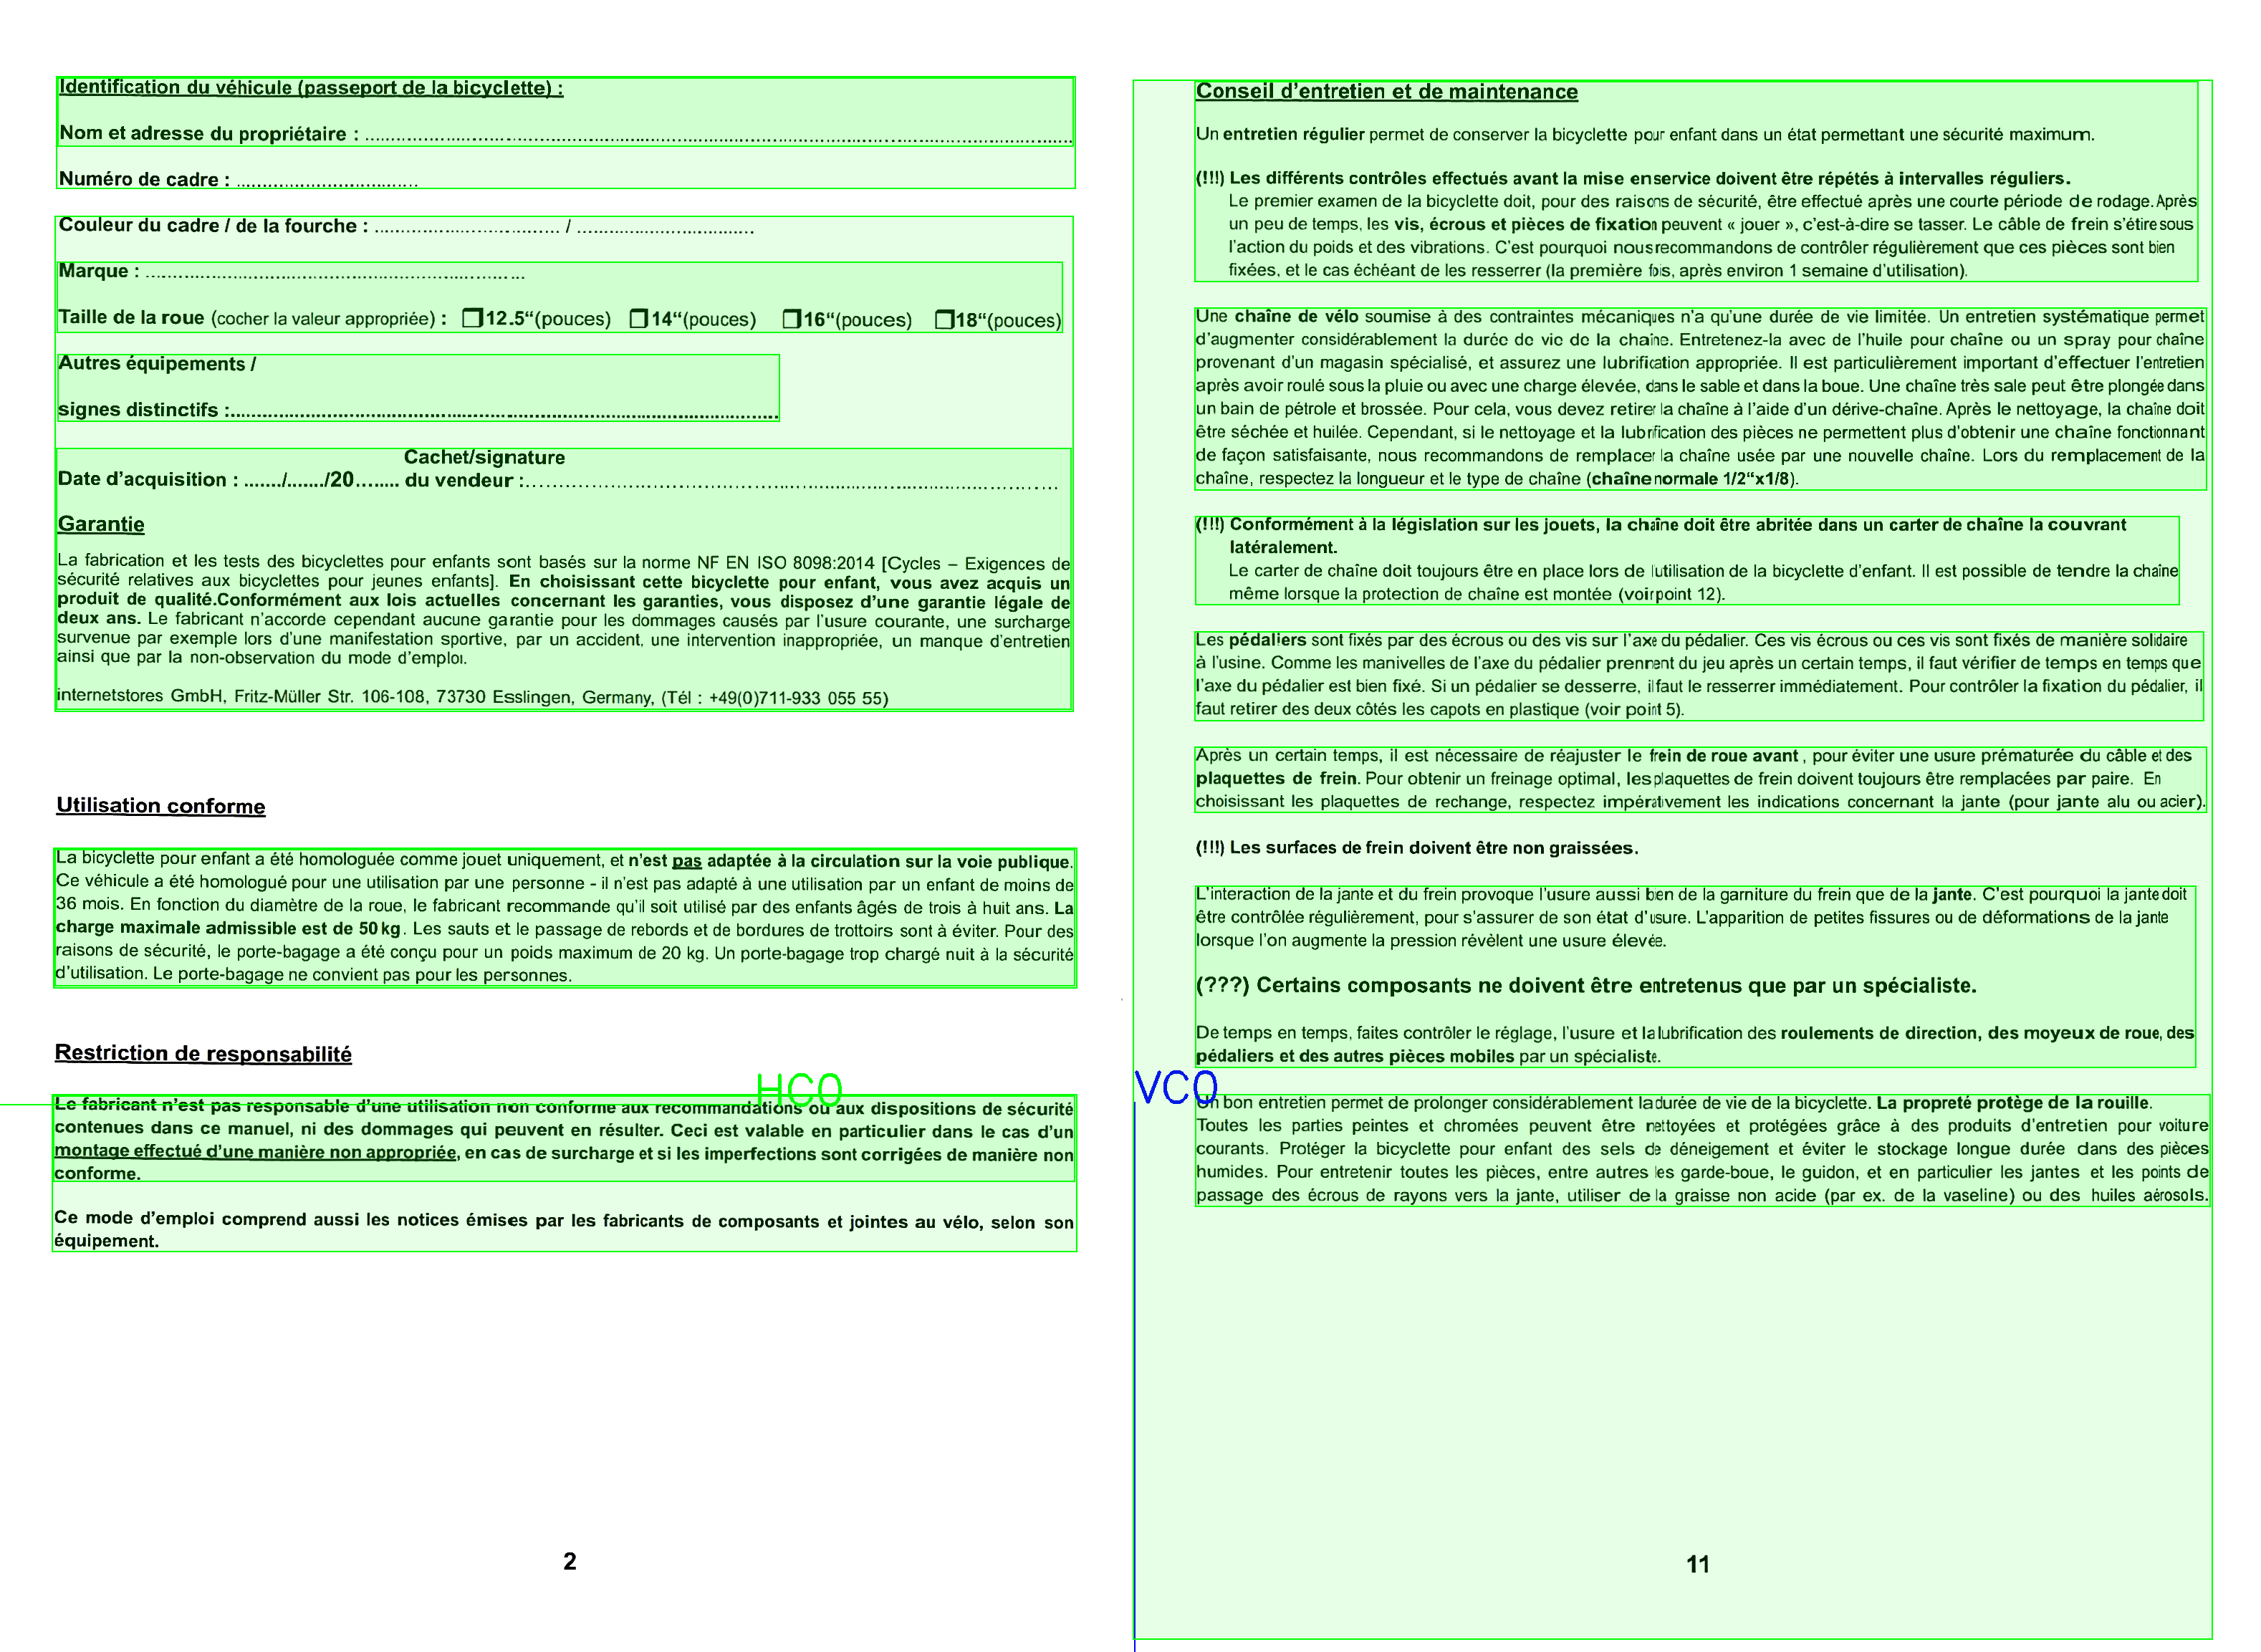 Identification du véhicule (passeport de la bicyclette) :
Nom et adresse du propriétaire : ........................................................................
Numéro de cadre : .................................
Couleur du cadre / de la fourche : .................................. / .................................
Marque : ......................................................................
Taille de la roue (cocher la valeur appropriée) : ❒12.5“(pouces) ❒14“(pouces) ❒16“(pouces) ❒18“(pouces)
Autres équipements /
signes distinctifs :....................................................................................
Cachet/signature
Date d’acquisition : ......./......./20........ du vendeur :....................................................................................
Garantie
La fabrication et les tests des bicyclettes pour enfants sont basés sur la norme NF EN ISO 8098:2014 [Cycles – Exigences de
sécurité relatives aux bicyclettes pour jeunes enfants]. En choisissant cette bicyclette pour enfant, vous avez acquis un
produit de qualité.Conformément aux lois actuelles concernant les garanties, vous disposez d’une garantie légale de
deux ans. Le fabricant n’accorde cependant aucune garantie pour les dommages causés par l’usure courante, une surcharge
survenue par exemple lors d’une manifestation sportive, par un accident, une intervention inappropriée, un manque d’entretien
ainsi que par la non-observation du mode d’emploi.
internetstores GmbH, Fritz-Müller Str. 106-108, 73730 Esslingen, Germany, (Tél : +49(0)711-933 055 55)
Utilisation conforme
La bicyclette pour enfant a été homologuée comme jouet uniquement, et n’est pas adaptée à la circulation sur la voie publique.
Ce véhicule a été homologué pour une utilisation par une personne - il n’est pas adapté à une utilisation par un enfant de moins de
36 mois. En fonction du diamètre de la roue, le fabricant recommande qu’il soit utilisé par des enfants âgés de trois à huit ans. La
charge maximale admissible est de 50 kg. Les sauts et le passage de rebords et de bordures de trottoirs sont à éviter. Pour des
raisons de sécurité, le porte-bagage a été conçu pour un poids maximum de 20 kg. Un porte-bagage trop chargé nuit à la sécurité
d’utilisation. Le porte-bagage ne convient pas pour les personnes.
Restriction de responsabilité
HCO
Le fabricant n’est pas responsable d’une utilisation non conforme aux recommandations ou aux dispositions de sécurité
contenues dans ce manuel, ni des dommages qui peuvent en résulter. Ceci est valable en particulier dans le cas d’un
montage effectué d’une manière non appropriée, en cas de surcharge et si les imperfections sont corrigées de manière non
conforme.
Ce mode d’emploi comprend aussi les notices émises par les fabricants de composants et jointes au vélo, selon son
équipement.
2
Conseil d’entretien et de maintenance
Un entretien régulier permet de conserver la bicyclette pour enfant dans un état permettant une sécurité maximum.
(!!!) Les différents contrôles effectués avant la mise en service doivent être répétés à intervalles réguliers.
Le premier examen de la bicyclette doit, pour des raisons de sécurité, être effectué après une courte période de rodage. Après
un peu de temps, les vis, écrous et pièces de fixation peuvent « jouer », c’est-à-dire se tasser. Le câble de frein s’étire sous
l’action du poids et des vibrations. C’est pourquoi nous recommandons de contrôler régulièrement que ces pièces sont bien
fixées, et le cas échéant de les resserrer (la première fois, après environ 1 semaine d’utilisation).
Une chaîne de vélo soumise à des contraintes mécaniques n’a qu’une durée de vie limitée. Un entretien systématique permet
d’augmenter considérablement la durée de vie de la chaîne. Entretenez-la avec de l’huile pour chaîne ou un spray pour chaîne
provenant d’un magasin spécialisé, et assurez une lubrification appropriée. Il est particulièrement important d’effectuer l’entretien
après avoir roulé sous la pluie ou avec une charge élevée, dans le sable et dans la boue. Une chaîne très sale peut être plongée dans
un bain de pétrole et brossée. Pour cela, vous devez retirer la chaîne à l’aide d’un dérive-chaîne. Après le nettoyage, la chaîne doit
être séchée et huilée. Cependant, si le nettoyage et la lubrification des pièces ne permettent plus d’obtenir une chaîne fonctionnant
de façon satisfaisante, nous recommandons de remplacer la chaîne usée par une nouvelle chaîne. Lors du remplacement de la
chaîne, respectez la longueur et le type de chaîne (chaîne normale 1/2“x1/8).
(!!!) Conformément à la législation sur les jouets, la chaîne doit être abritée dans un carter de chaîne la couvrant
latéralement.
Le carter de chaîne doit toujours être en place lors de lutilisation de la bicyclette d’enfant. Il est possible de tendre la chaîne
même lorsque la protection de chaîne est montée (voir point 12).
Les pédaliers sont fixés par des écrous ou des vis sur l’axe du pédalier. Ces vis écrous ou ces vis sont fixés de manière solidaire
à l’usine. Comme les manivelles de l’axe du pédalier prennent du jeu après un certain temps, il faut vérifier de temps en temps que
l’axe du pédalier est bien fixé. Si un pédalier se desserre, il faut le resserrer immédiatement. Pour contrôler la fixation du pédalier, il
faut retirer des deux côtés les capots en plastique (voir point 5).
Après un certain temps, il est nécessaire de réajuster le frein de roue avant, pour éviter une usure prématurée du câble et des
plaquettes de frein. Pour obtenir un freinage optimal, les plaquettes de frein doivent toujours être remplacées par paire. En
choisissant les plaquettes de rechange, respectez impérativement les indications concernant la jante (pour jante alu ou acier).
(!!!) Les surfaces de frein doivent être non graissées.
L’interaction de la jante et du frein provoque l’usure aussi bien de la garniture du frein que de la jante. C’est pourquoi la jante doit
être contrôlée régulièrement, pour s’assurer de son état d’usure. L’apparition de petites fissures ou de déformations de la jante
lorsque l’on augmente la pression révèlent une usure élevée.
(???) Certains composants ne doivent être entretenus que par un spécialiste.
De temps en temps, faites contrôler le réglage, l’usure et la lubrification des roulements de direction, des moyeux de roue, des
pédaliers et des autres pièces mobiles par un spécialiste.
VCO
Un bon entretien permet de prolonger considérablement la durée de vie de la bicyclette. La propreté protège de la rouille.
Toutes les parties peintes et chromées peuvent être nettoyées et protégées grâce à des produits d’entretien pour voiture
courants. Protéger la bicyclette pour enfant des sels de déneigement et éviter le stockage longue durée dans des pièces
humides. Pour entretenir toutes les pièces, entre autres les garde-boue, le guidon, et en particulier les jantes et les points de
passage des écrous de rayons vers la jante, utiliser de la graisse non acide (par ex. de la vaseline) ou des huiles aérosols.
11